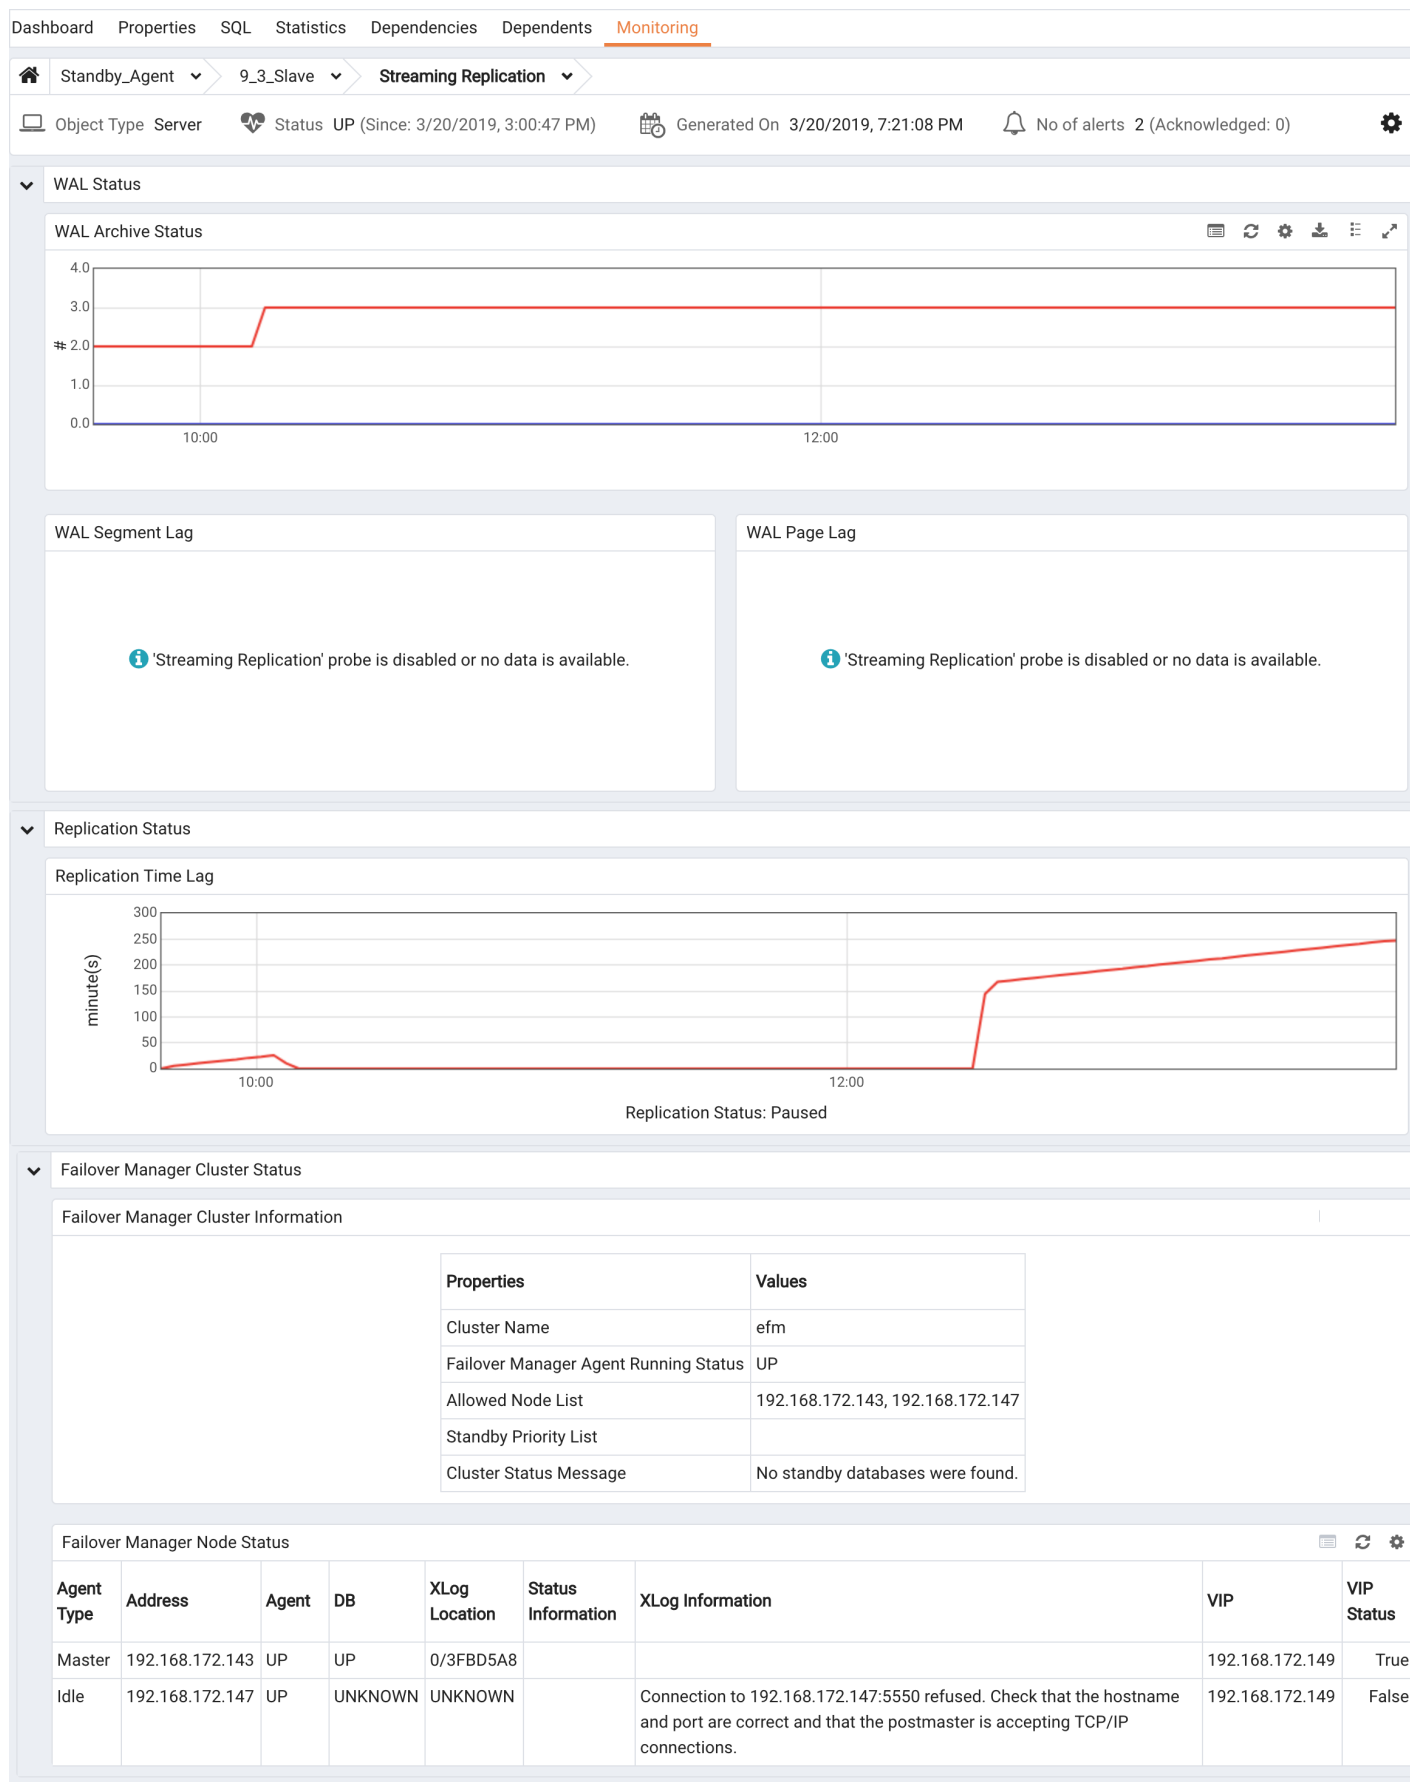 Dashboard Properties SQL Statistics Dependencies Dependents Monitoring
Standby_Agent 9_3_Slave Streaming Replication
Object Type Server Status UP (Since: 3/20/2019, 3:00:47 PM) Generated On 3/20/2019, 7:21:08 PM No of alerts 2 (Acknowledged: 0)
WAL Status
WAL Archive Status
4.0
3.0
# 2.0
1.0
0.0
10:00 12:00
WAL Segment Lag WAL Page Lag
'Streaming Replication' probe is disabled or no data is available. 'Streaming Replication' probe is disabled or no data is available.
Replication Status
Replication Time Lag
minute(s)
300
250
200
150
100
50
0
10:00 12:00
Replication Status: Paused
Failover Manager Cluster Status
Failover Manager Cluster Information
Properties Values
Cluster Name efm
Failover Manager Agent Running Status UP
Allowed Node List 192.168.172.143, 192.168.172.147
Standby Priority List
Cluster Status Message No standby databases were found.
Failover Manager Node Status
Agent Type Address Agent DB XLog Location Status Information XLog Information VIP VIP Status
Master 192.168.172.143 UP UP 0/3FBD5A8 192.168.172.149 True
Idle 192.168.172.147 UP UNKNOWN UNKNOWN Connection to 192.168.172.147:5550 refused. Check that the hostname 192.168.172.149 False
and port are correct and that the postmaster is accepting TCP/IP
connections.